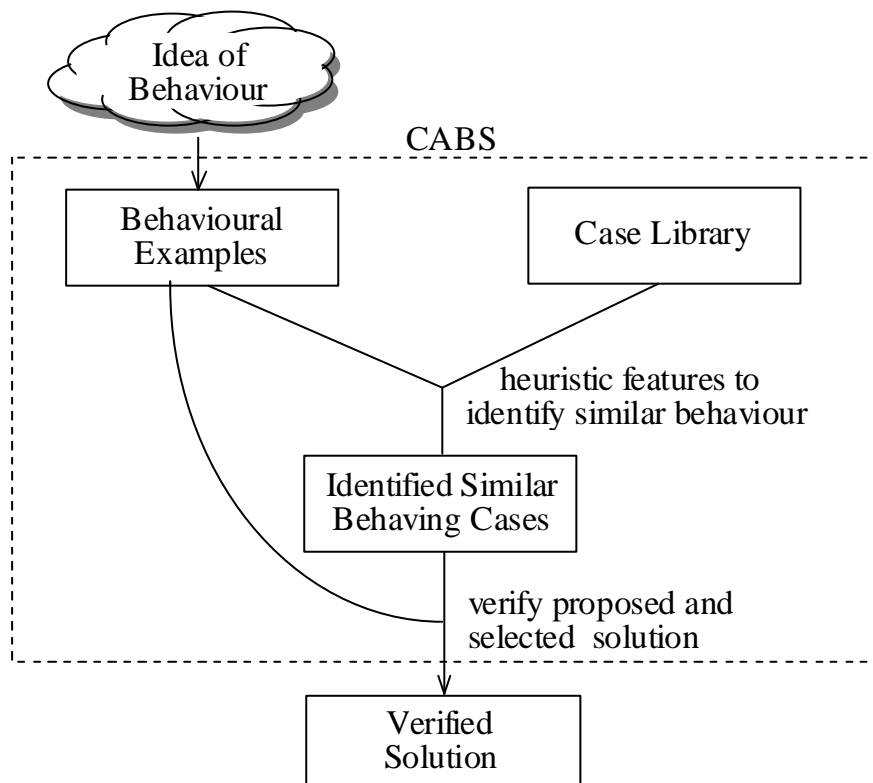 Idea of
Behaviour
CABS
Behavioural
Examples
Case Library
heuristic features to
identify similar behaviour
Identified Similar
Behaving Cases
verify proposed and
selected solution
Verified
Solution